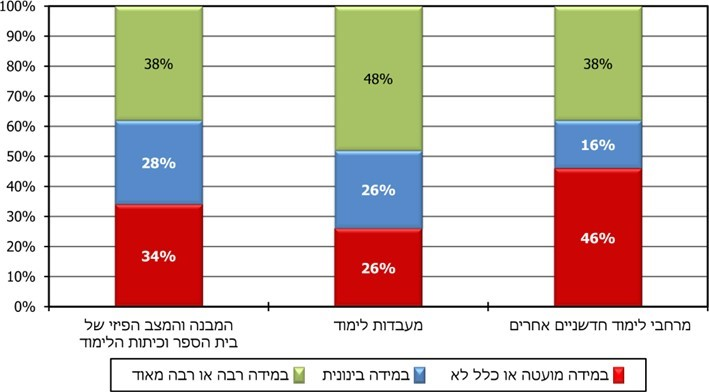 100%
90%
80%
70%
60%
50%
40%
30%
20%
10%
0%
38%
28%
34%
48%
26%
26%
38%
16%
46%
המבנה והמצב הפיזי של
בית הספר וכיתות הלימוד
מעבדות לימוד
מרחבי לימוד חדשניים אחרים
במידה מועטה או כלל לא
במידה בינונית
במידה רבה או רבה מאוד